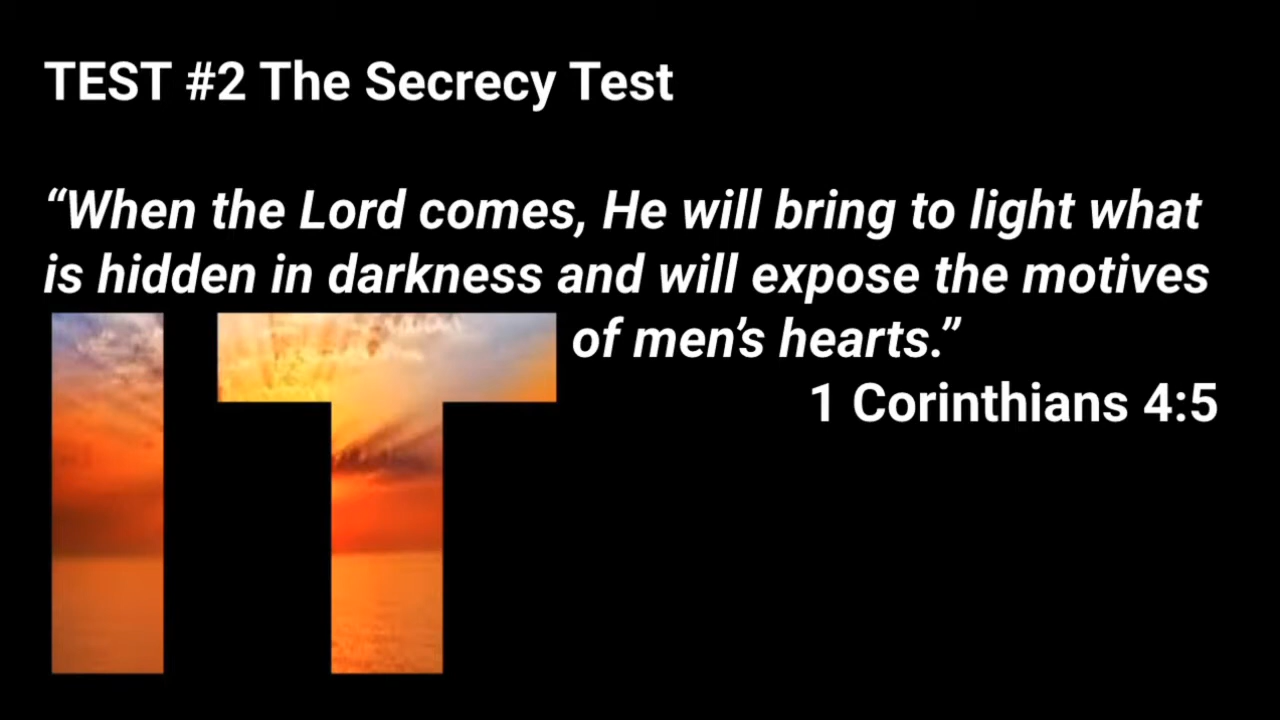 TEST #2 The Secrecy Test
“When the Lord comes, He will bring to light what
is hidden in darkness and will expose the motives
of men’s hearts.”
1 Corinthians 4:5
IT